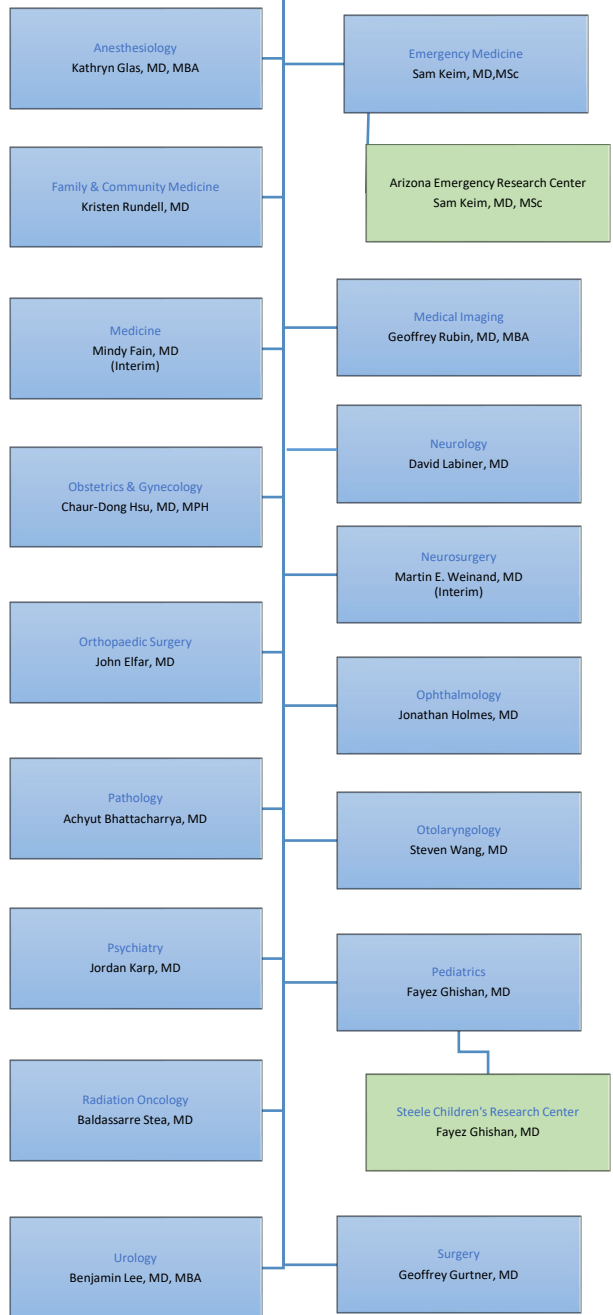 Anesthesiology
Kathryn Glas, MD, MBA
Emergency Medicine
Sam Keim, MD,MSc
Arizona Emergency Research Center
Sam Keim, MD, MSc
Family & Community Medicine
Kristen Rundell, MD
Medical Imaging
Geoffrey Rubin, MD, MBA
Medicine
Mindy Fain, MD
(Interim)
Neurology
David Labiner, MD
Obstetrics & Gynecology
Chaur-Dong Hsu, MD, MPH
Neurosurgery
Martin E. Weinand, MD
(Interim)
Orthopaedic Surgery
John Elfar, MD
Ophthalmology
Jonathan Holmes, MD
Pathology
Achyut Bhattacharrya, MD
Otolaryngology
Steven Wang, MD
Psychiatry
Jordan Karp, MD
Pediatrics
Fayez Ghishan, MD
Radiation Oncology
Baldassarre Stea, MD
Steele Children's Research Center
Fayez Ghishan, MD
Urology
Benjamin Lee, MD, MBA
Surgery
Geoffrey Gurtner, MD